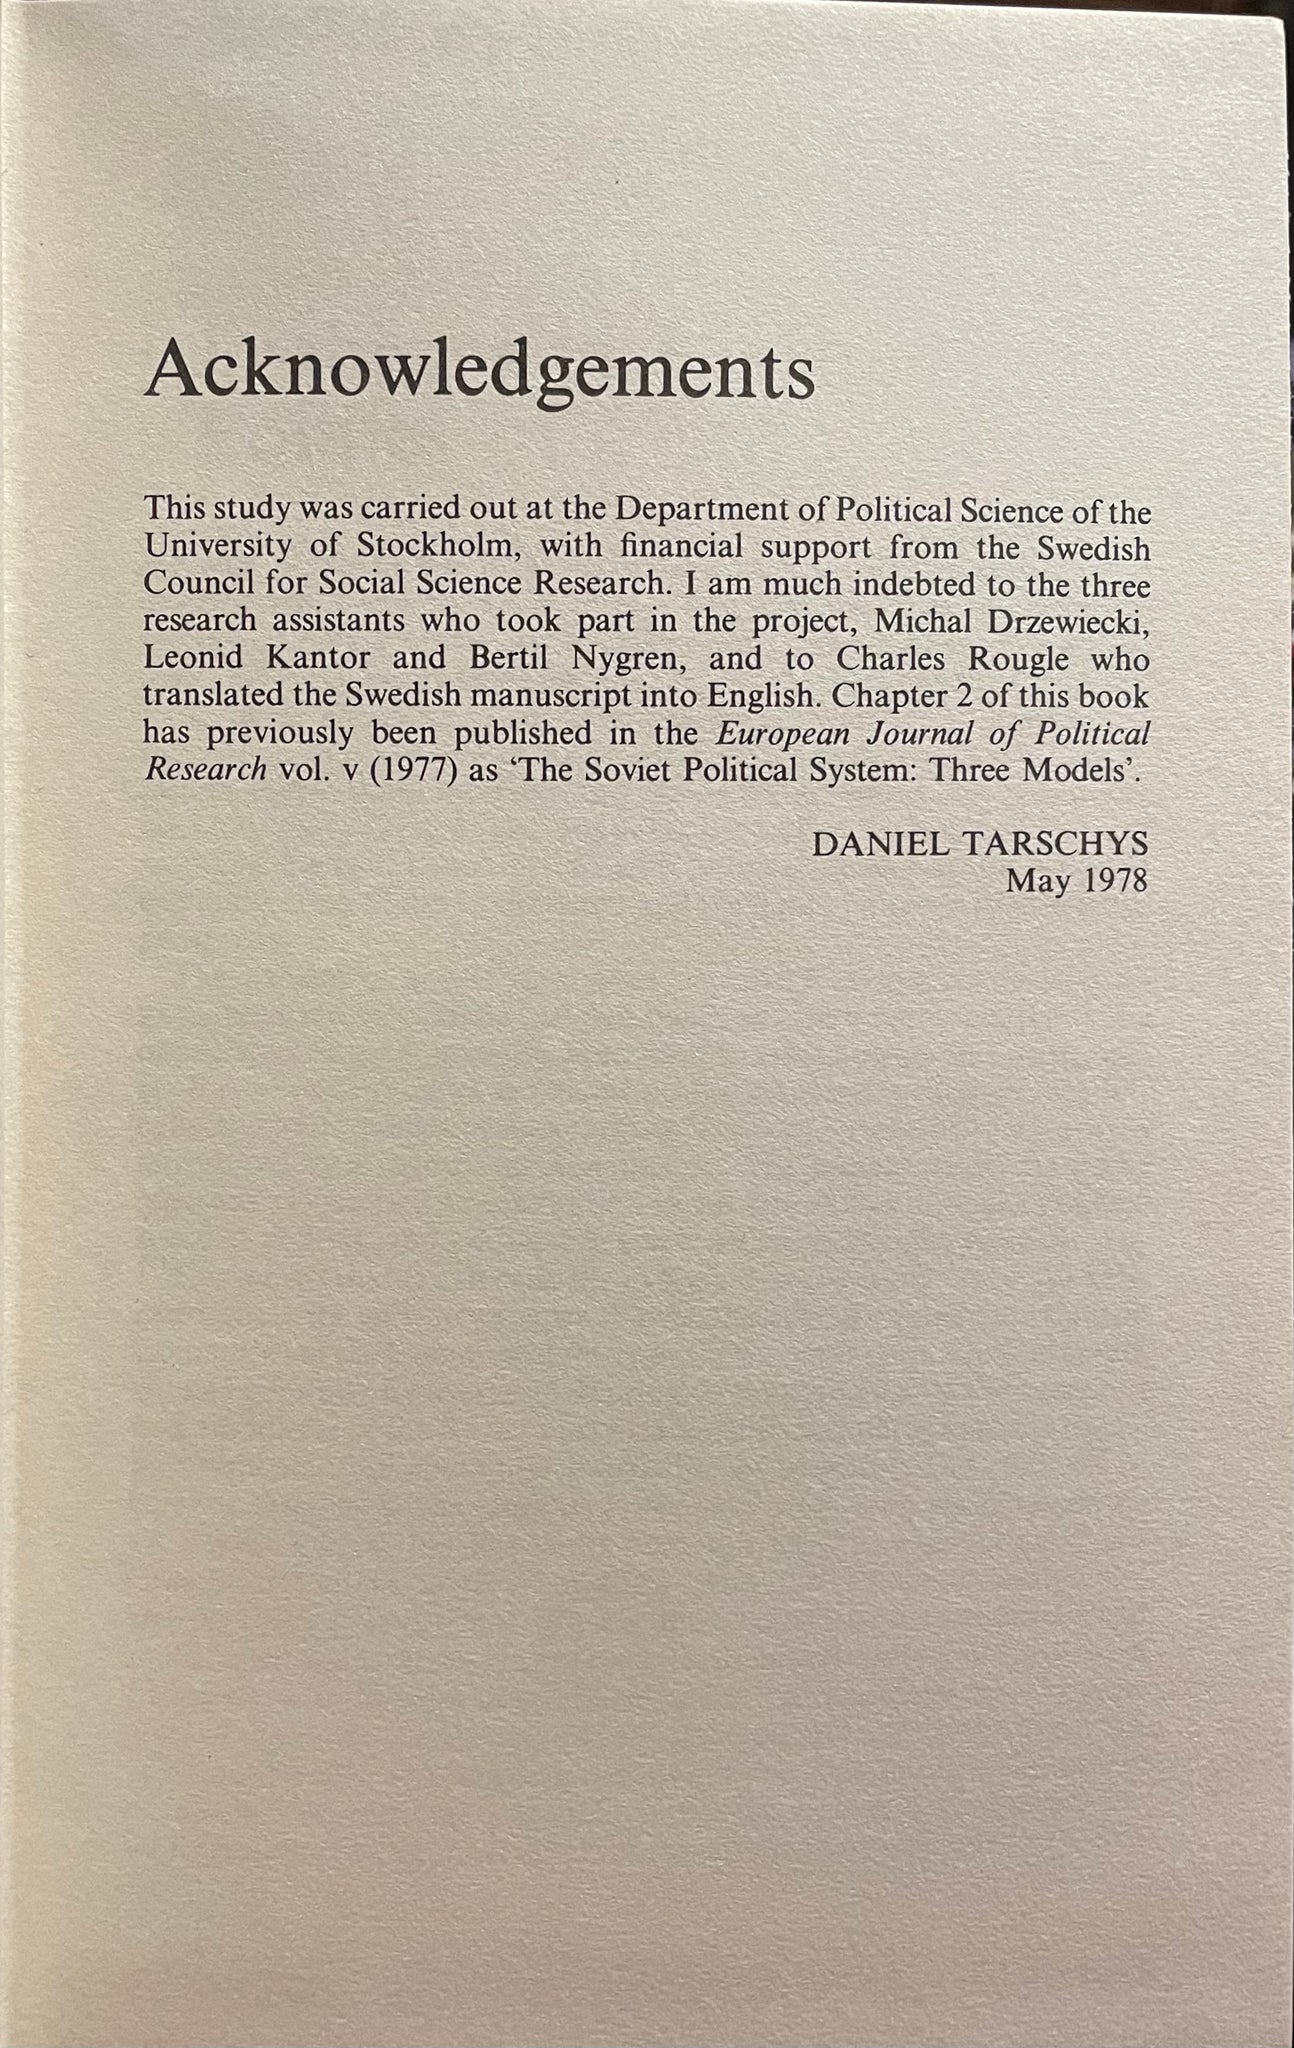 Acknowledgements
This study was carried out at the Department of Political Science of the
University of Stockholm, with financial support from the Swedish
Council for Social Science Research. I am much indebted to the three
research assistants who took part in the project, Michal Drzewiecki,
Leonid Kantor and Bertil Nygren, and to Charles Rougle who
translated the Swedish manuscript into English. Chapter 2 of this book
has previously been published in the European Journal of Political
Research vol. v (1977) as ‘The Soviet Political System: Three Models’.
DANIEL TARSCHYS
May 1978